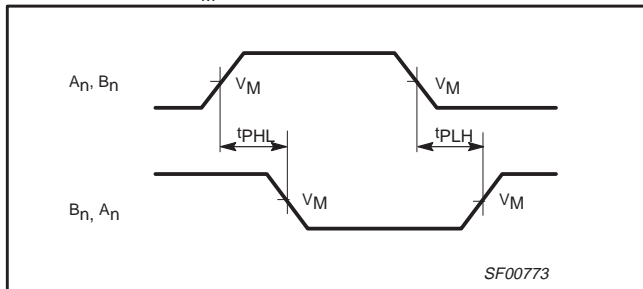 M
An, Bn
VM
VM
tPHL
tPLH
Bn, An
VM
VM
SF00773